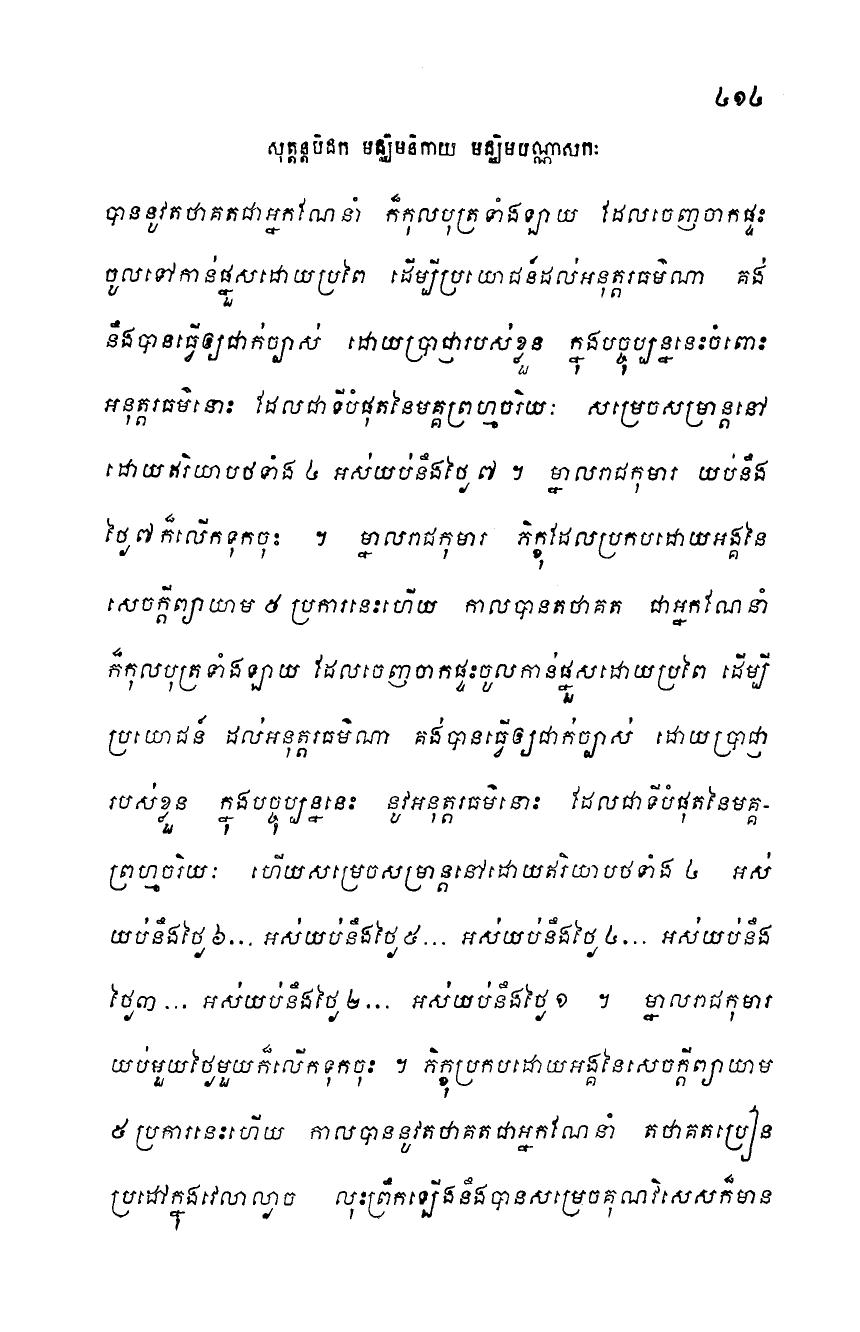 ៤១៤
សុត្តន្តបិដក មជ្ឈិមនិកាយ មជ្ឈិមបណ្ណាសកៈ
បាននូវតថាគតជាអ្នកណែនាំ ក៏កុលបុត្រទាំងឡាយ ដែលចេញចាកផ្ទះ
ចូលទៅកាន់ផ្នួសដោយប្រពៃ ដើម្បីប្រយោជន៍ដល់អនុត្តរធម៌ណា គង់
នឹងបានធ្វើឲ្យជាក់ច្បាស់ ដោយប្រាជ្ញារបស់ខ្លួន ក្នុងបច្ចុប្បន្ននេះចំពោះ
អនុត្តរធម៌នោះ ដែលជាទីបំផុតនៃមគ្គព្រហ្មចរិយៈ សម្រេចសម្រាន្តនៅ
ដោយឥរិយាបថទាំង ៤ អស់យប់នឹងថ្ងៃ ៧ ។ ម្នាលរាជកុមារ យប់នឹង
ថ្ងៃ ៧ ក៏លើកទុកចុះ ។ ម្នាលរាជកុមារ ភិក្ខុដែលប្រកបដោយអង្គនៃ
សេចក្តីព្យាយាម ៥ ប្រការនេះហើយ កាលបានតថាគត ជាអ្នកណែនាំ
ក៏កុលបុត្រទាំងឡាយ ដែលចេញចាកផ្ទះចូលកាន់ផ្នួសដោយប្រពៃ ដើម្បី
ប្រយោជន៍ ដល់អនុត្តរធម៌ណា គង់បានធ្វើឲ្យជាក់ច្បាស់ ដោយប្រាជ្ញា
របស់ខ្លួន ក្នុងបច្ចុប្បន្ននេះ នូវអនុត្តរធម៌នោះ ដែលជាទីបំផុតនៃមគ្គ-
ព្រហ្មចរិយៈ ហើយសម្រេចសម្រាន្តនៅដោយឥរិយាបថទាំង ៤ អស់
យប់នឹងថ្ងៃ ៦... អស់យប់នឹងថ្ងៃ ៥... អស់យប់នឹងថ្ងៃ ៤... អស់យប់នឹង
ថ្ងៃ ៣ ... អស់យប់នឹងថ្ងៃ ២... អស់យប់នឹងថ្ងៃ ១ ។ ម្នាលរាជកុមារ
យប់មួយថ្ងៃមួយក៏លើកទុកចុះ ។ ភិក្ខុប្រកបដោយអង្គនៃសេចក្តីព្យាយាម
៥ ប្រការនេះហើយ កាលបាននូវតថាគតជាអ្នកណែនាំ តថាគតប្រៀន
ប្រដៅក្នុងវេលាល្ងាច លុះព្រឹកឡើងនឹងបានសម្រេចគុណវិសេសក៏មាន